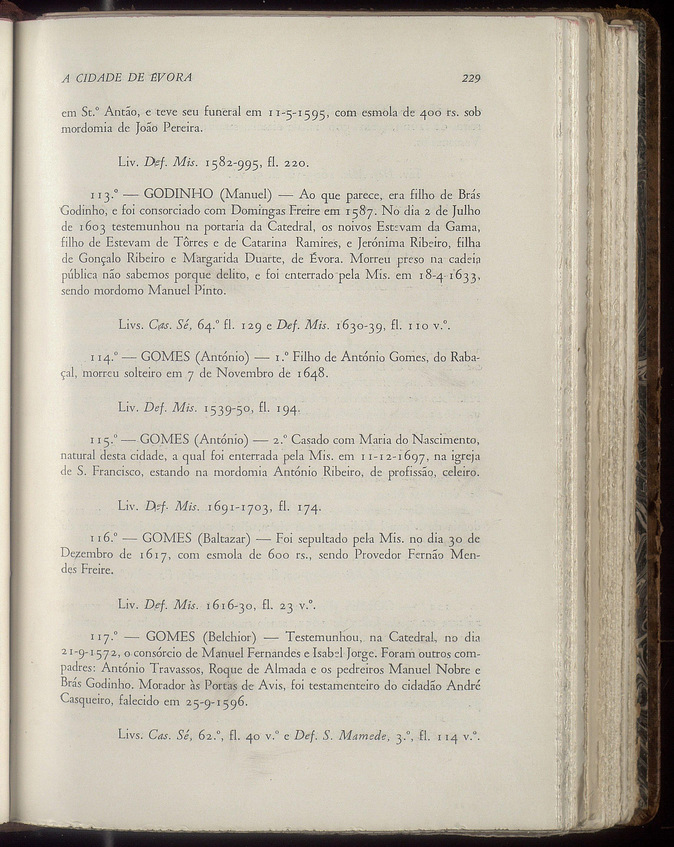 A CIDADE DE ÉVORA 229
em St.º Antão, e teve seu funeral em 11-5-1595, com esmola de 400 rs. sob
mordomia de João Pereira.
Liv. Def. Mis. 1582-995, fl. 220.
113.º — GODINHO (Manuel) — Ao que parece, era filho de Brás
Godinho, e foi consorciado com Domingas Freire em 1587. No dia 2 de Julho
de 1603 testemunhou na portaria da Catedral, os noivos Estevam da Gama,
filho de Estevam de Tôrres e de Catarina Ramires, e Jerónima Ribeiro, filha
de Gonçalo Ribeiro e Margarida Duarte, de Évora. Morreu preso na cadeia
pública não sabemos porque delito, e foi enterrado pela Mis. em 18-4-1633,
sendo mordomo Manuel Pinto.
Livs. Cas. Sé, 64.º fl. 129 e Def. Mis. 1630-39, fl. 110 v.º.
114.º — GOMES (António) — 1.º Filho de António Gomes, do Raba-
çal, morreu solteiro em 7 de Novembro de 1648.
Liv. Def. Mis. 1539-50, fl. 194.
115.º — GOMES (António) — 2.º Casado com Maria do Nascimento,
natural desta cidade, a qual foi enterrada pela Mis. em 11-12-1697, na igreja
de S. Francisco, estando na mordomia António Ribeiro, de profissão, celeiro.
Liv. Def. Mis. 1691-1703, fl. 174.
116.º — GOMES (Baltazar) — Foi sepultado pela Mis. no dia 30 de
Dezembro de 1617, com esmola de 600 rs., sendo Provedor Fernão Men-
des Freire.
Liv. Def. Mis. 1616-30, fl. 23 v.º.
117.º — GOMES (Belchior) — Testemunhou, na Catedral, no dia
21-9-1572, o consórcio de Manuel Fernandes e Isabel Jorge. Foram outros com-
padres: António Travassos, Roque de Almada e os pedreiros Manuel Nobre e
Brás Godinho. Morador às Portas de Avis, foi testamenteiro do cidadão André
Casqueiro, falecido em 25-9-1596.
Livs. Cas. Sé, 62.º, fl. 40 v.º e Def. S. Mamede, 3.º, fl. 114 v.º.